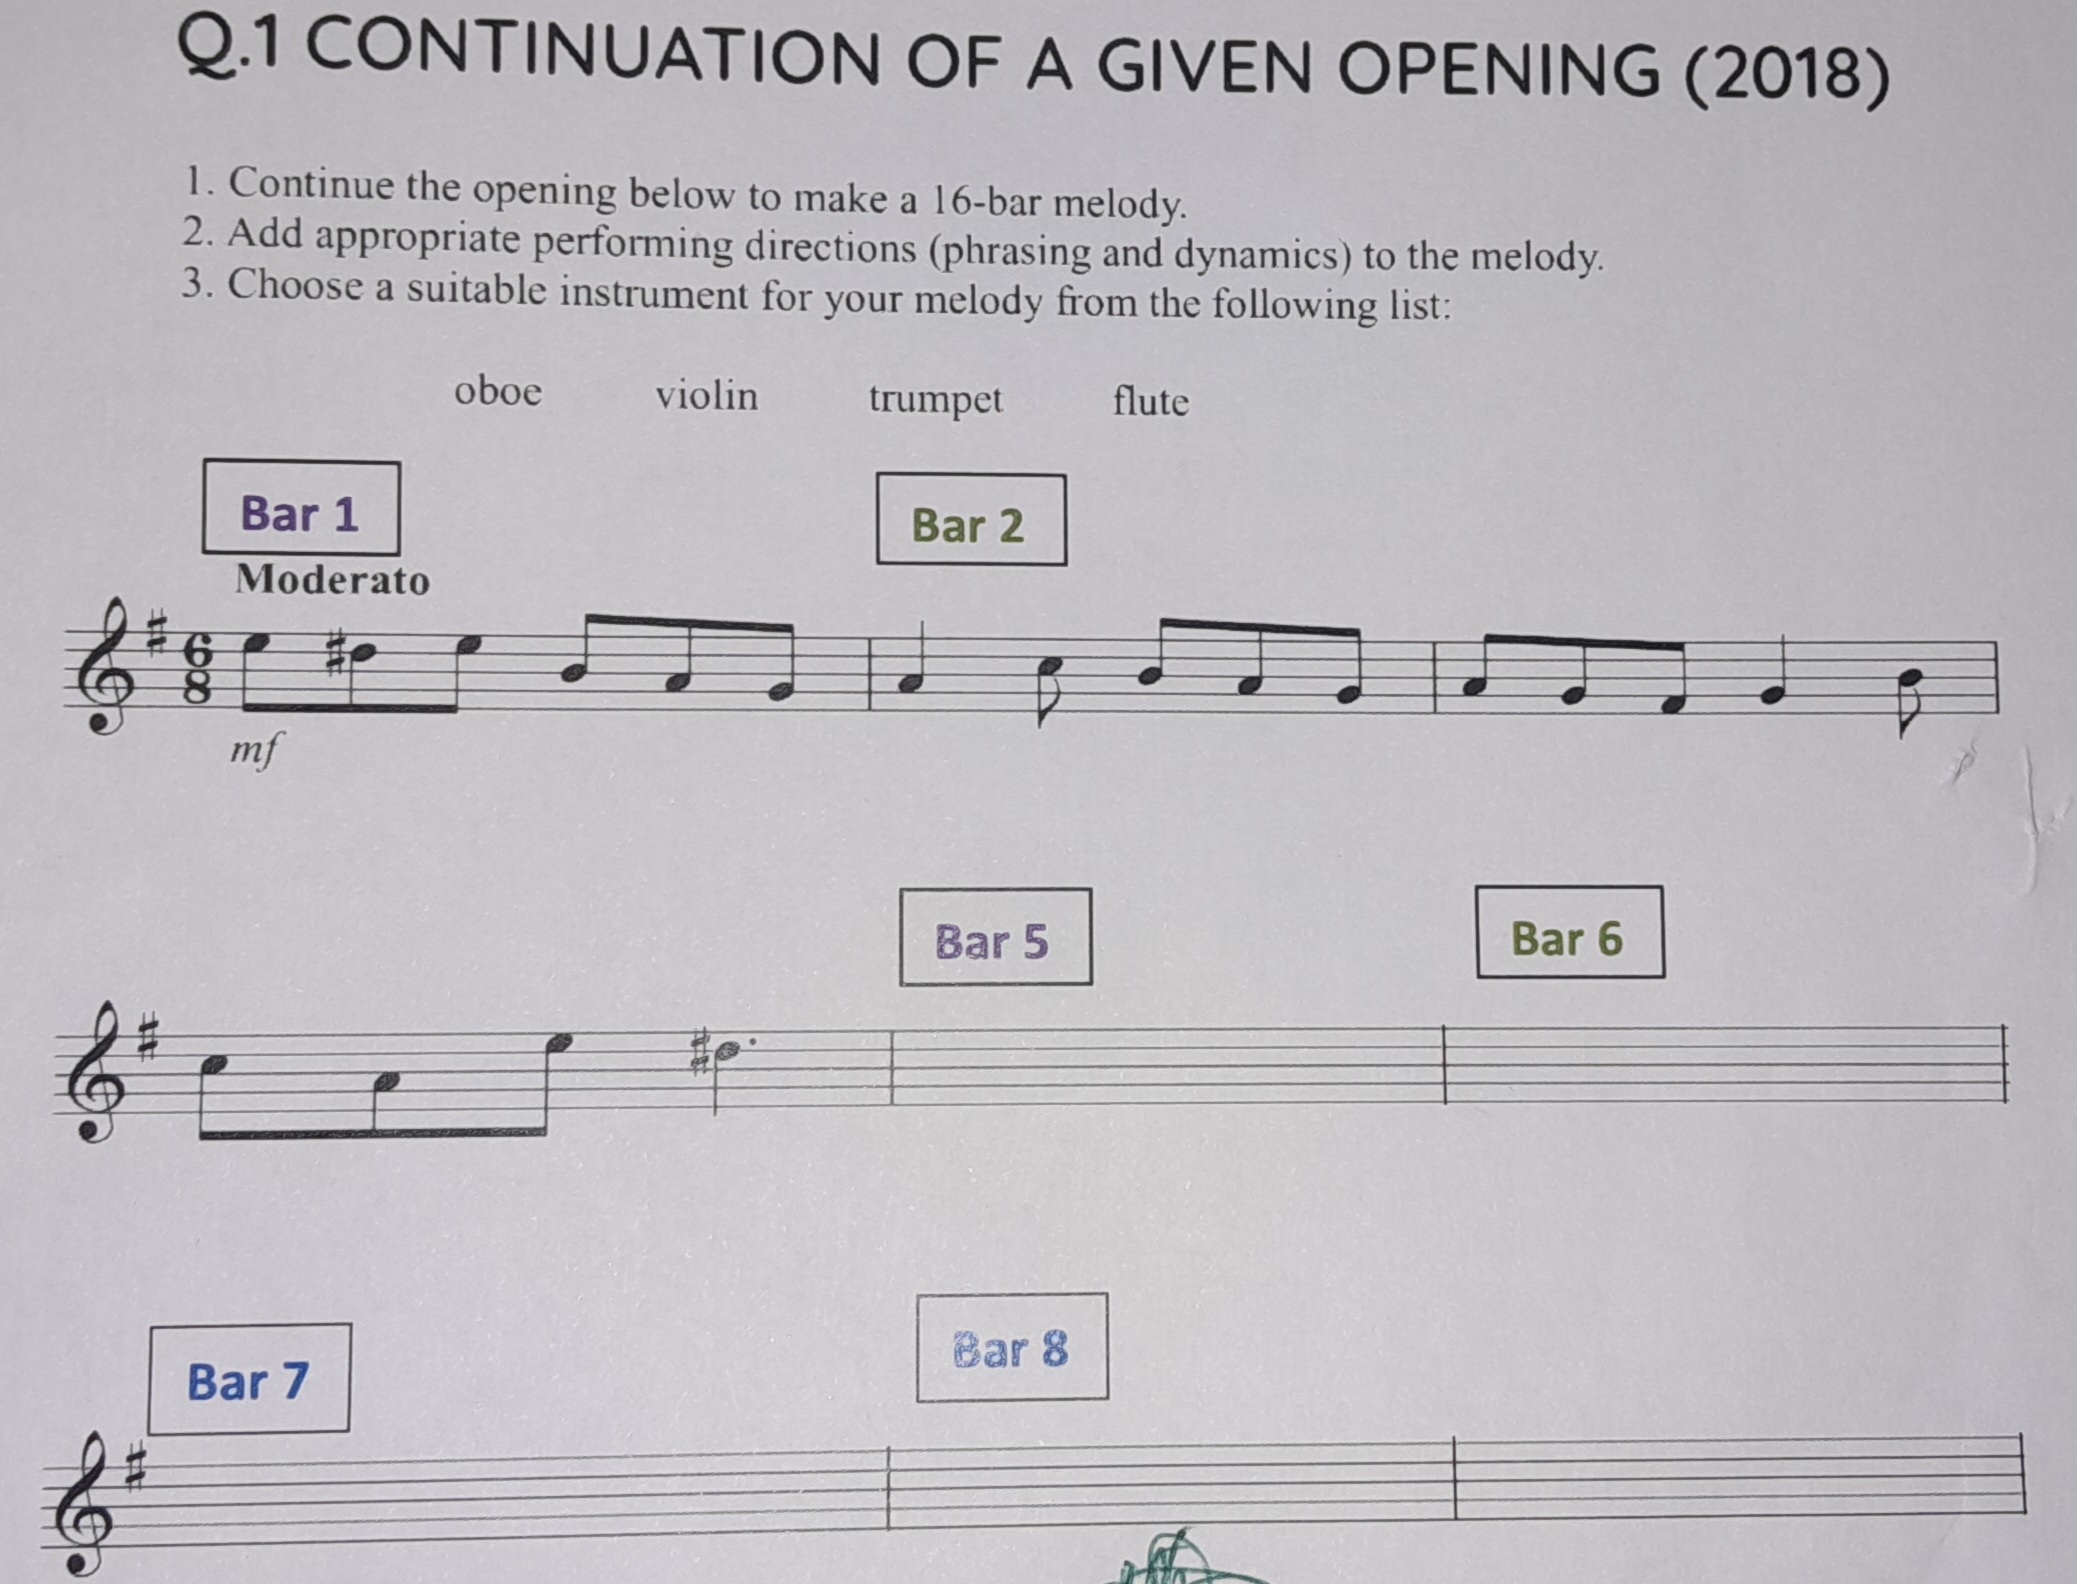 Q.1 CONTINUATION OF A GIVEN OPENING (2018)
1. Continue the opening below to make a 16-bar melody.
2. Add appropriate performing directions (phrasing and dynamics) to the melody.
3. Choose a suitable instrument for your melody from the following list:
oboe violin trumpet flute
Bar 1 Bar 2
Moderato
6
8
mf
Bar 5 Bar 6
Bar 7 Bar 8